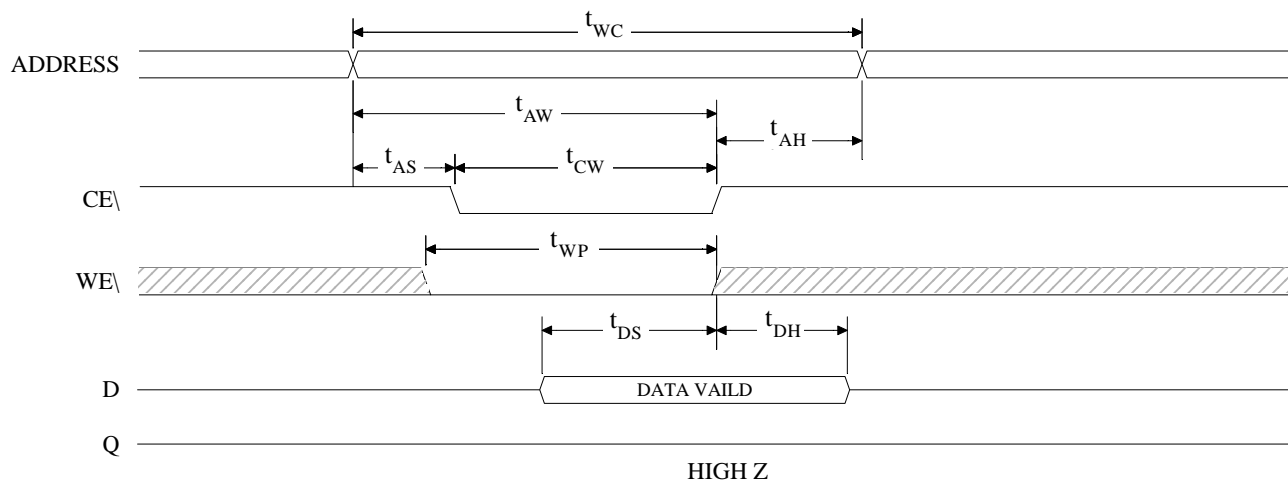 tWC
ADDRESS
tAW
tAH
tAS
tCW
CE\
tWP
WE\
tDS
tDH
D
DATA VAILD
Q
HIGH Z